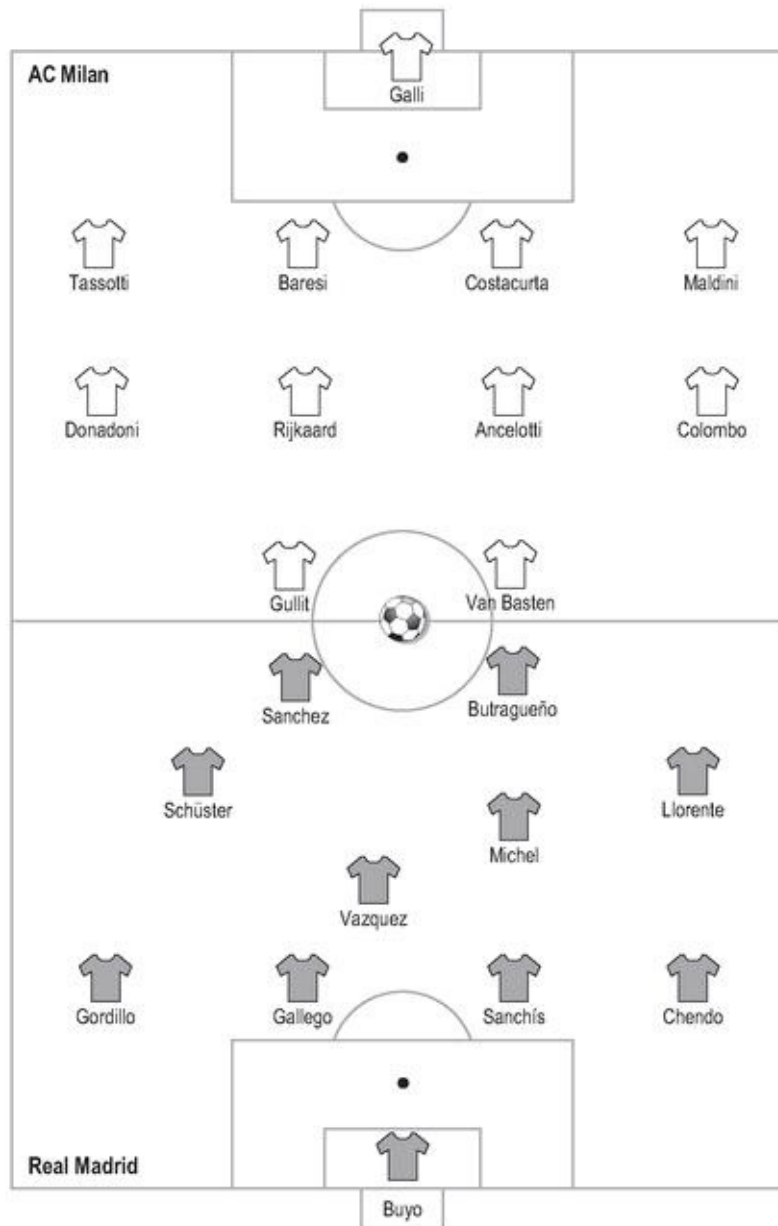 AC Milan
Galli
Tassotti
Baresi
Costacurta
Maldini
Donadoni
Rijkaard
Ancelotti
Colombo
Gullit
Van Basten
Sanchez
Butragueño
Schüster
Llorente
Michel
Vazquez
Gordillo
Gallego
Sanchís
Chendo
Real Madrid
Buyo